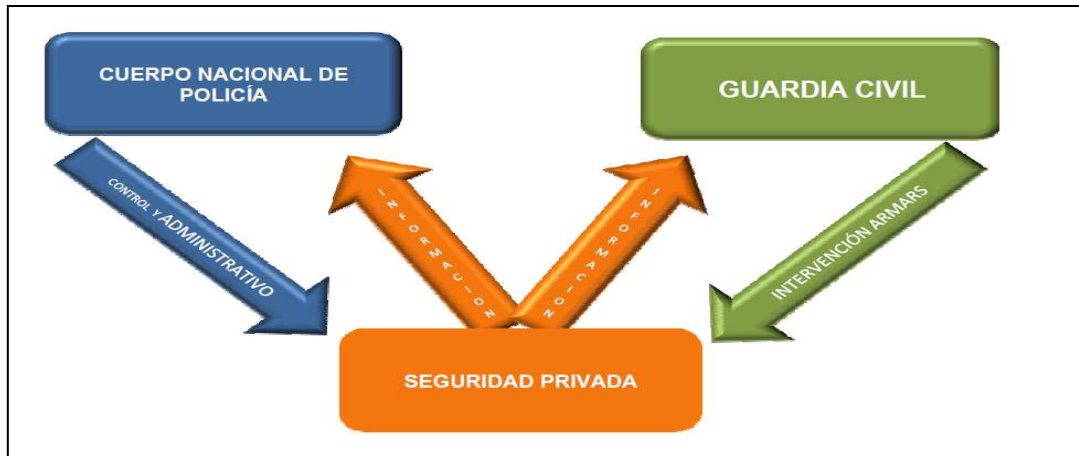 CUERPO NACIONAL DE
POLICÍA
GUARDIA CIVIL
CONTROL Y ADMINISTRATIVO
INFORMACION
INFORMACION
INTERVENCIÓN ARMARS
SEGURIDAD PRIVADA